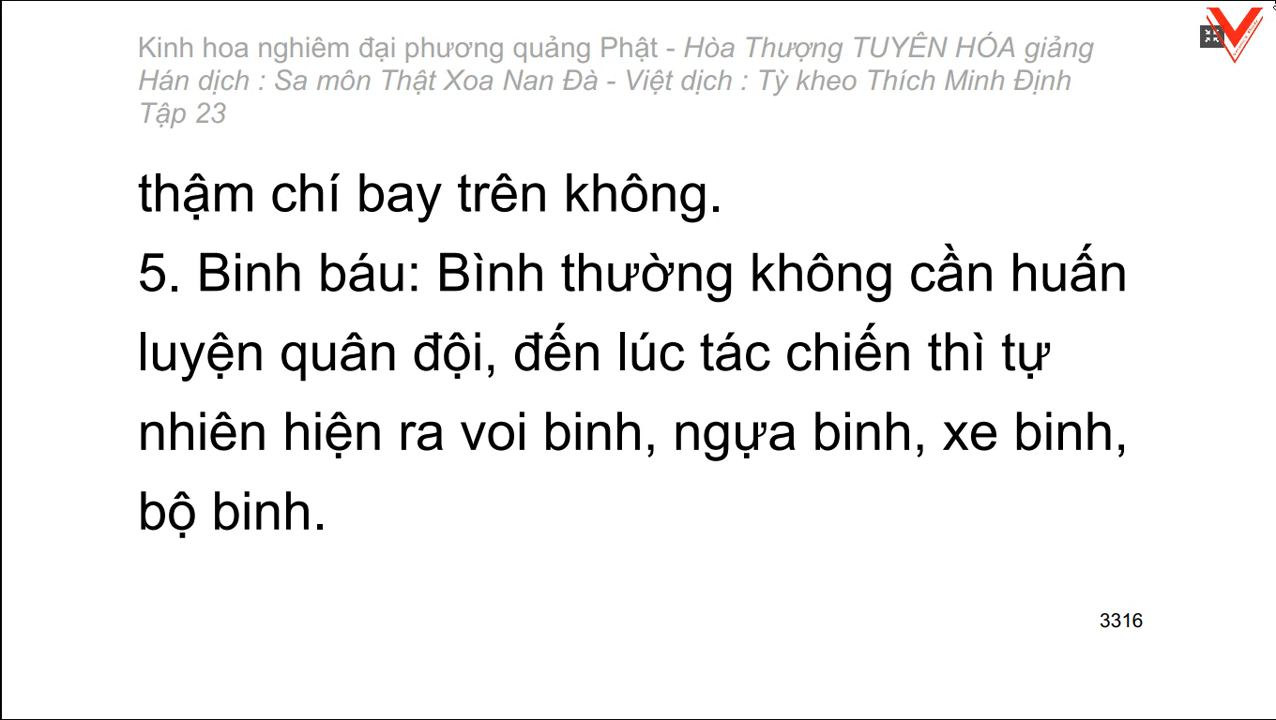 Kinh hoa nghiêm đại phương quảng Phật - Hòa Thượng TUYÊN HÓA giảng
Hán dịch : Sa môn Thật Xoa Nan Đà - Việt dịch : Tỳ kheo Thích Minh Định
Tập 23
thậm chí bay trên không.
5. Binh báu: Bình thường không cần huấn
luyện quân đội, đến lúc tác chiến thì tự
nhiên hiện ra voi binh, ngựa binh, xe binh,
bộ binh.
3316